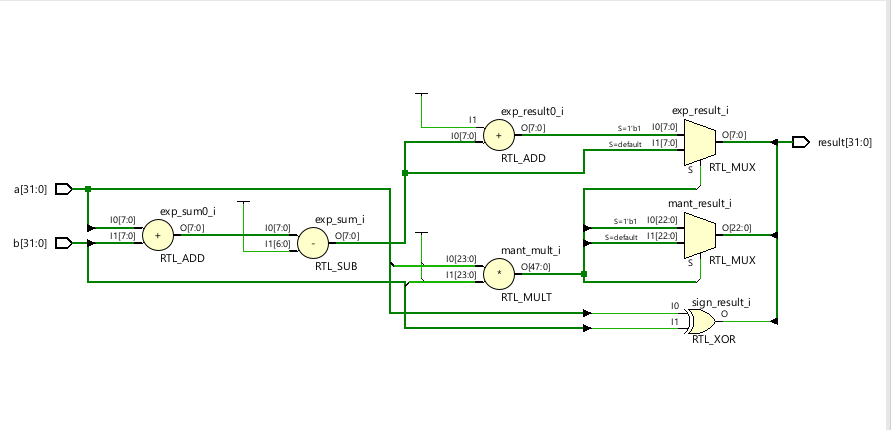 exp_result0_i
I1
I0[7:0]
+
O[7:0]
RTL_ADD
exp_result_i
S=1'b1
I0[7:0]
S=default
I1[7:0]
O[7:0]
S
RTL_MUX
result[31:0]
a[31:0]
b[31:0]
exp_sum0_i
I0[7:0]
I1[7:0]
+
O[7:0]
RTL_ADD
exp_sum_i
I0[7:0]
I1[6:0]
-
O[7:0]
RTL_SUB
mant_result_i
S=1'b1
I0[22:0]
S=default
I1[22:0]
O[22:0]
S
RTL_MUX
mant_mult_i
I0[23:0]
I1[23:0]
*
O[47:0]
RTL_MULT
sign_result_i
I0
I1
O
RTL_XOR